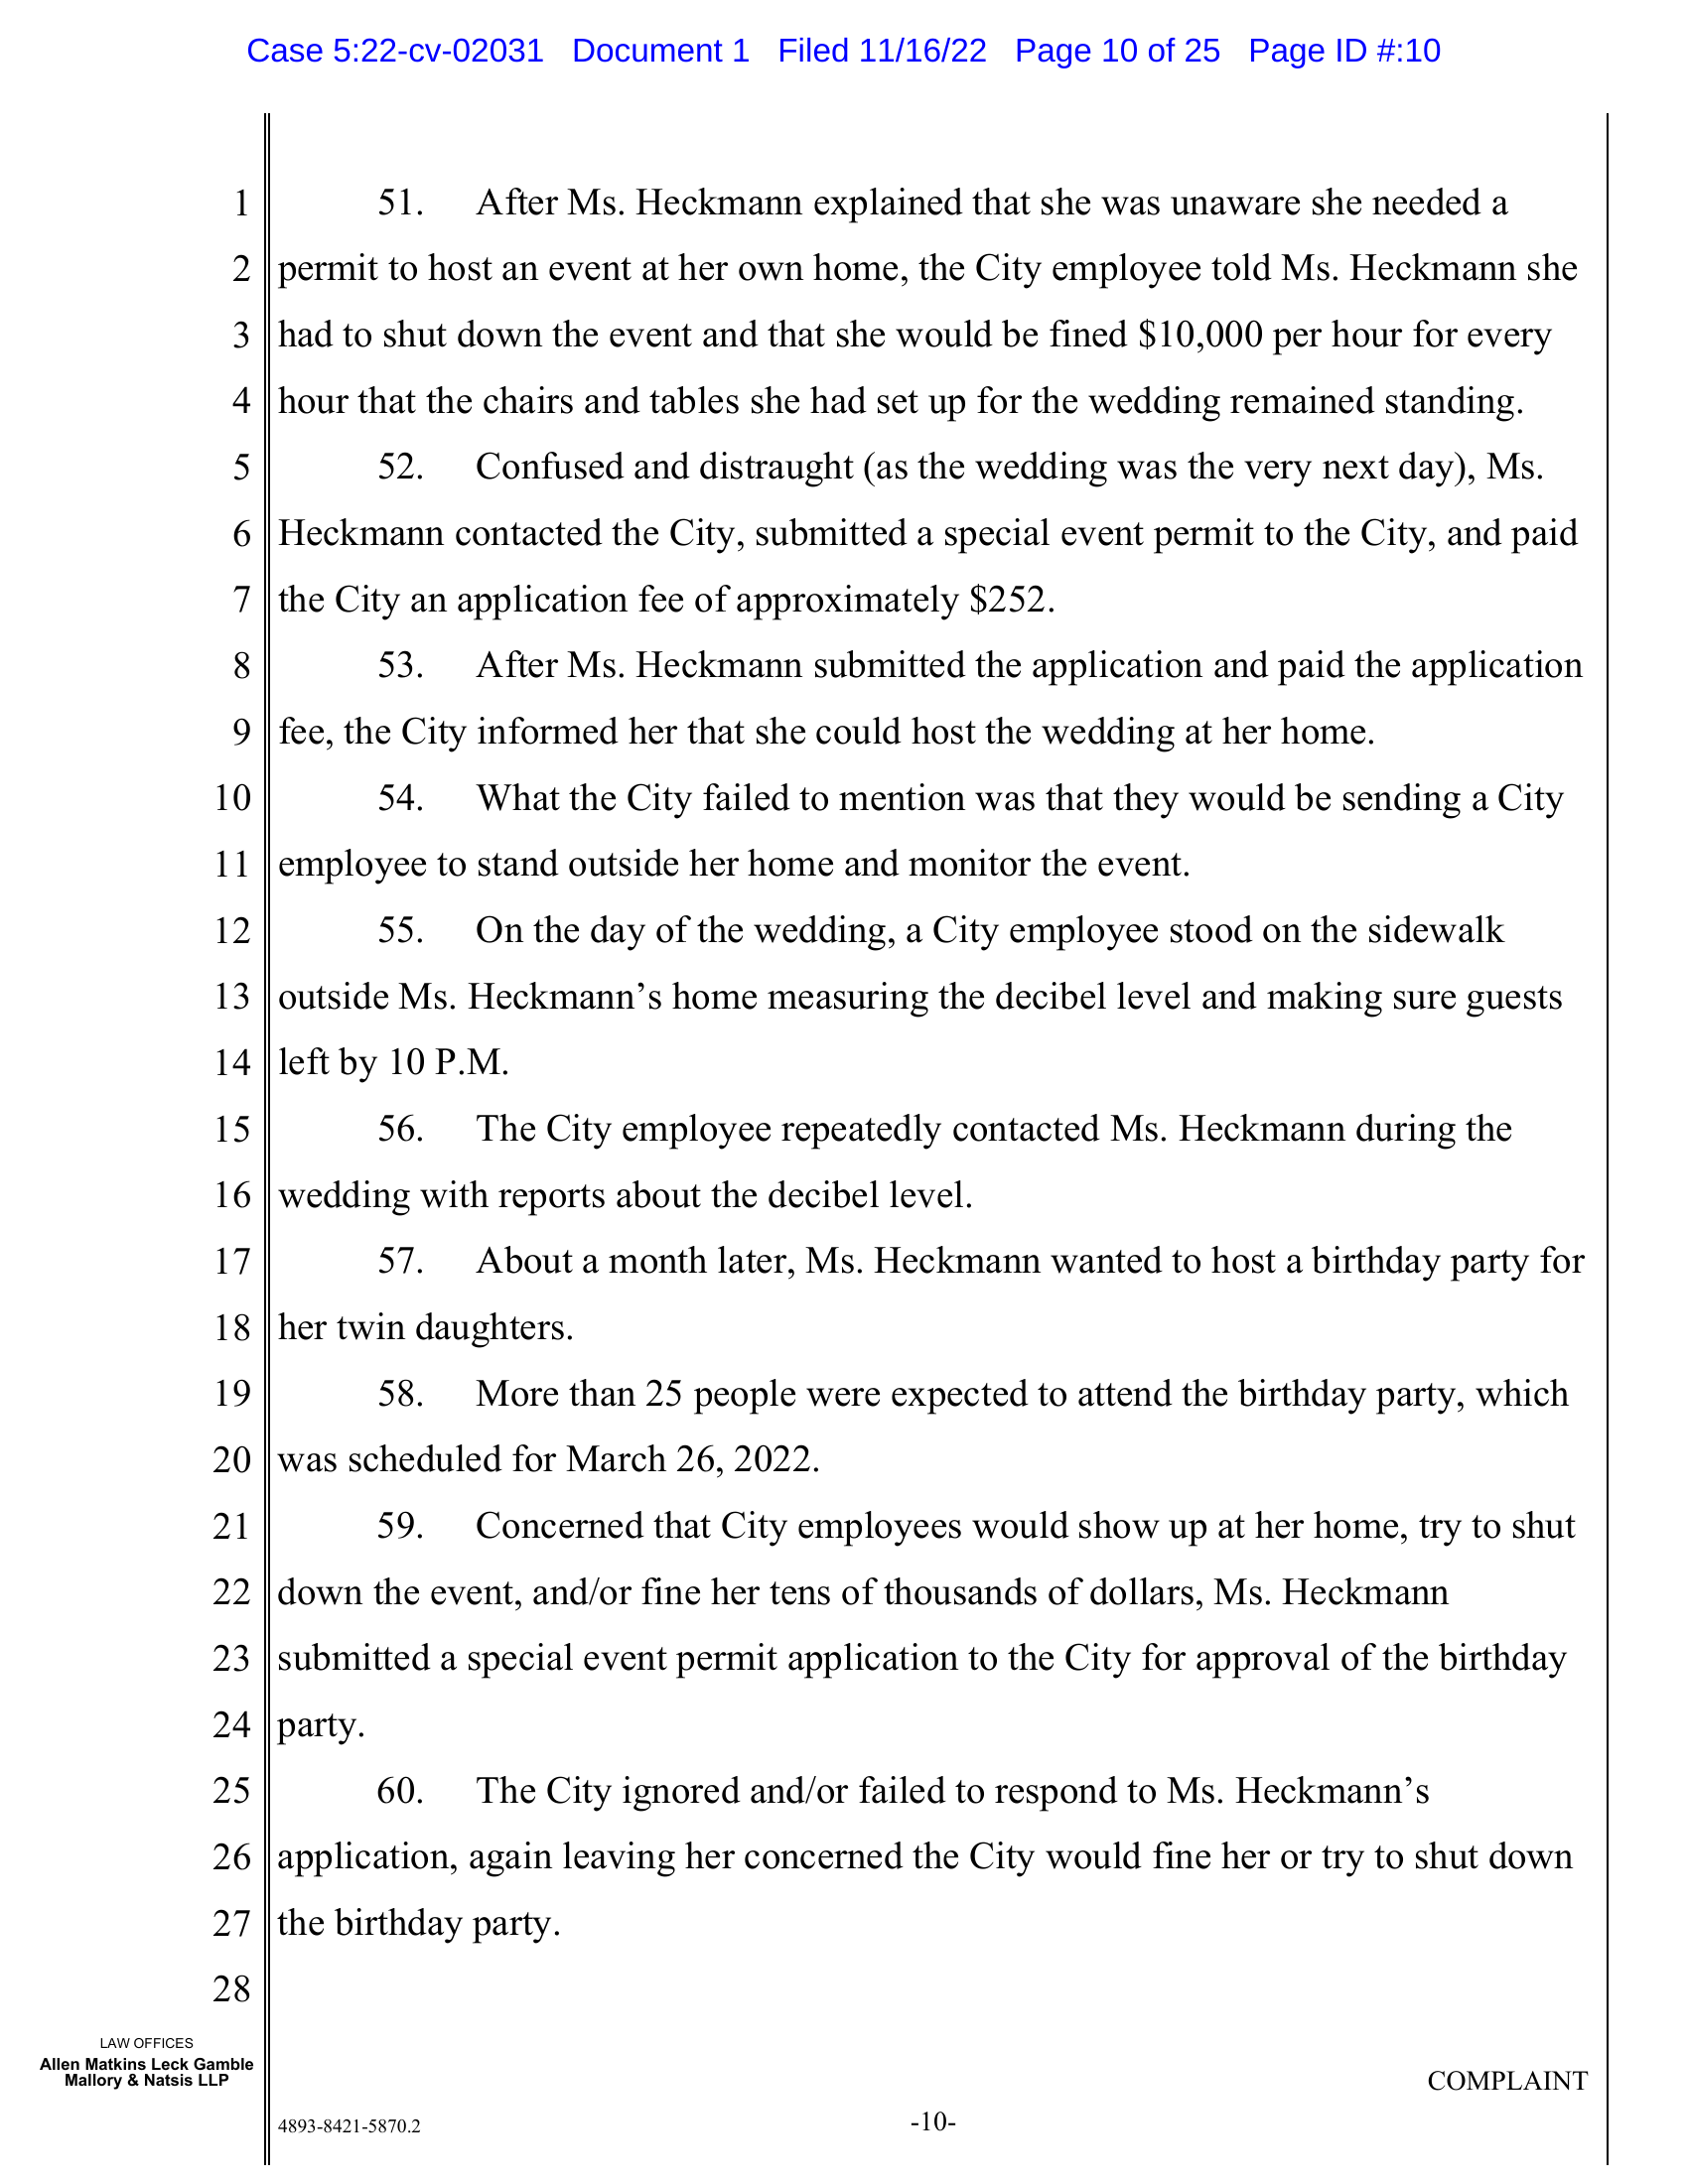 Case 5:22-cv-02031 Document 1 Filed 11/16/22 Page 10 of 25 Page ID #:10
1 51. After Ms. Heckmann explained that she was unaware she needed a
2 permit to host an event at her own home, the City employee told Ms. Heckmann she
3 had to shut down the event and that she would be fined $10,000 per hour for every
4 hour that the chairs and tables she had set up for the wedding remained standing.
5 52. Confused and distraught (as the wedding was the very next day), Ms.
6 Heckmann contacted the City, submitted a special event permit to the City, and paid
7 the City an application fee of approximately $252.
8 53. After Ms. Heckmann submitted the application and paid the application
9 fee, the City informed her that she could host the wedding at her home.
10 54. What the City failed to mention was that they would be sending a City
11 employee to stand outside her home and monitor the event.
12 55. On the day of the wedding, a City employee stood on the sidewalk
13 outside Ms. Heckmann’s home measuring the decibel level and making sure guests
14 left by 10 P.M.
15 56. The City employee repeatedly contacted Ms. Heckmann during the
16 wedding with reports about the decibel level.
17 57. About a month later, Ms. Heckmann wanted to host a birthday party for
18 her twin daughters.
19 58. More than 25 people were expected to attend the birthday party, which
20 was scheduled for March 26, 2022.
21 59. Concerned that City employees would show up at her home, try to shut
22 down the event, and/or fine her tens of thousands of dollars, Ms. Heckmann
23 submitted a special event permit application to the City for approval of the birthday
24 party.
25 60. The City ignored and/or failed to respond to Ms. Heckmann’s
26 application, again leaving her concerned the City would fine her or try to shut down
27 the birthday party.
28
LAW OFFICES
Allen Matkins Leck Gamble
Mallory & Natsis LLP
COMPLAINT
4893-8421-5870.2 -10-